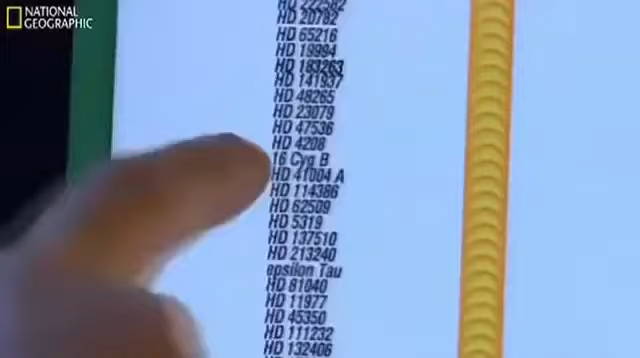 NATIONAL
GEOGRAPHIC
HD 20782
HD 65216
HD 19994
HD 183263
HD 141937
HD 48265
HD 23079
HD 47536
HD 4208
16 Cyg B
HD 41004 A
HD 114386
HD 62509
HD 5319
HD 137510
HD 213240
epsilon Tau
HD 81040
HD 11977
HD 45350
HD 111232
HD 132406